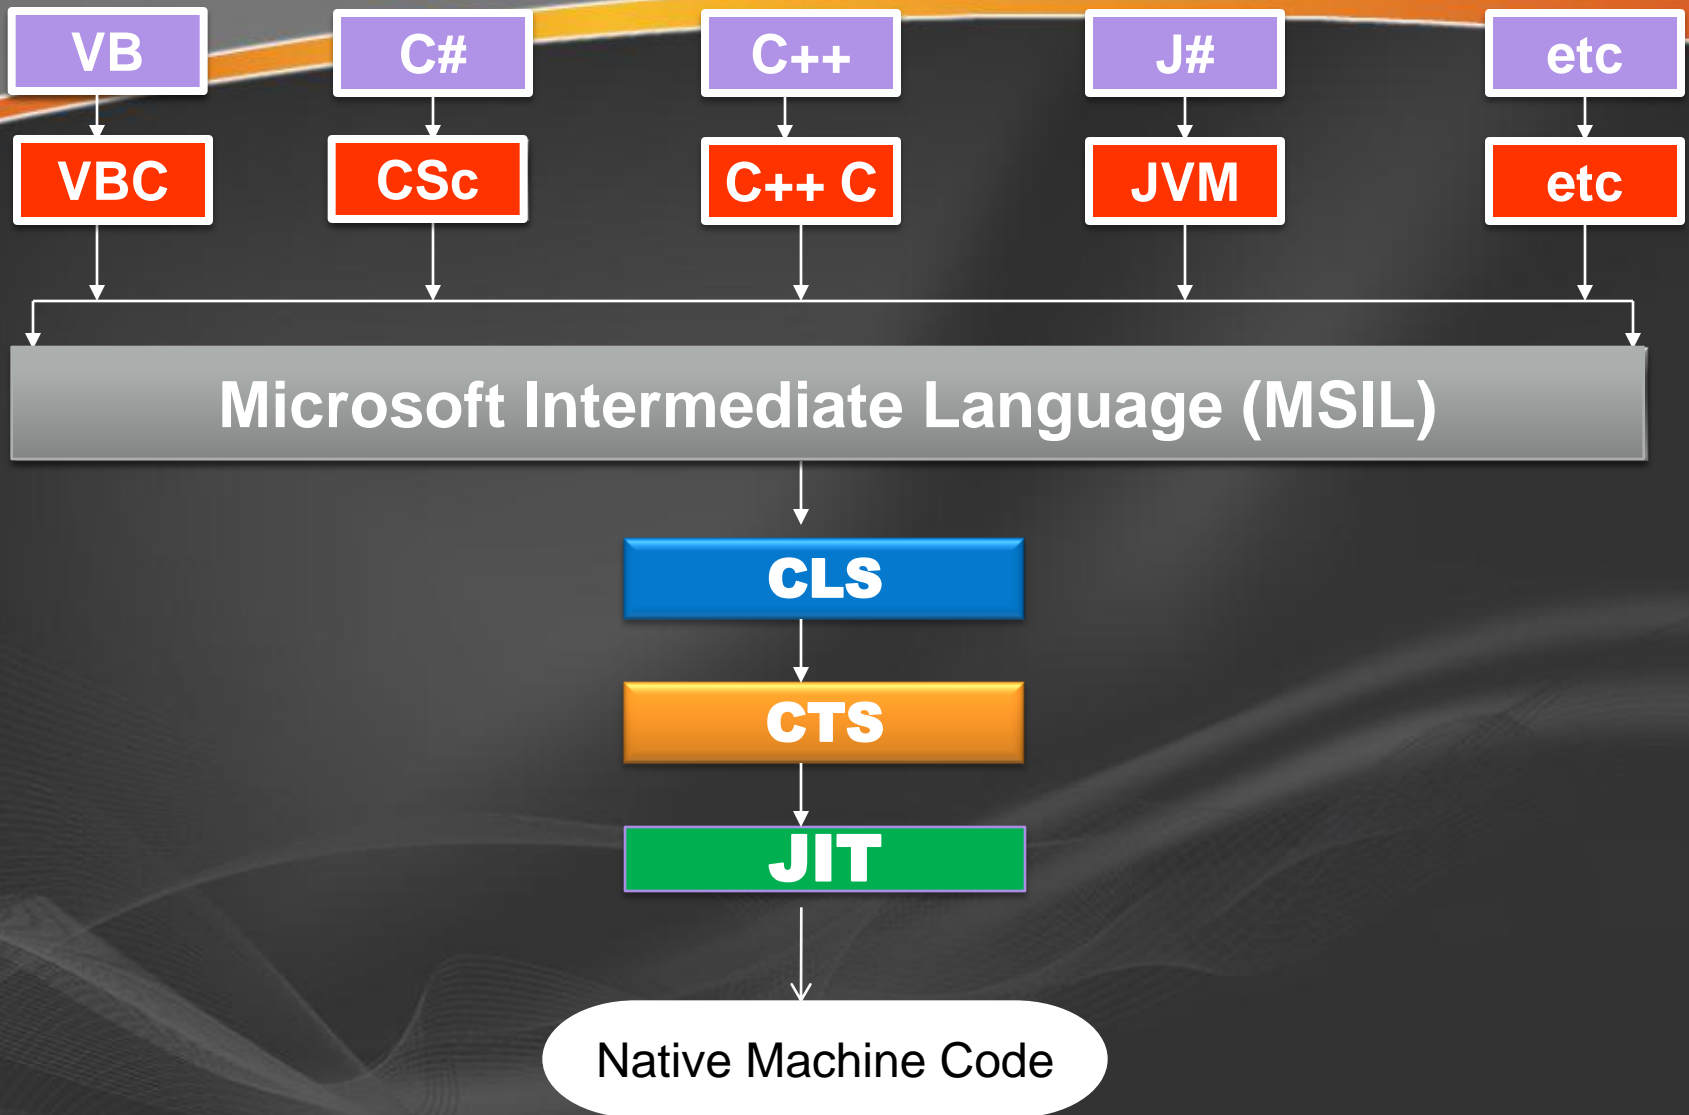 VB
C#
C++
J#
etc
VBC
CSc
C++ C
JVM
etc
Microsoft Intermediate Language (MSIL)
CLS
CTS
JIT
Native Machine Code